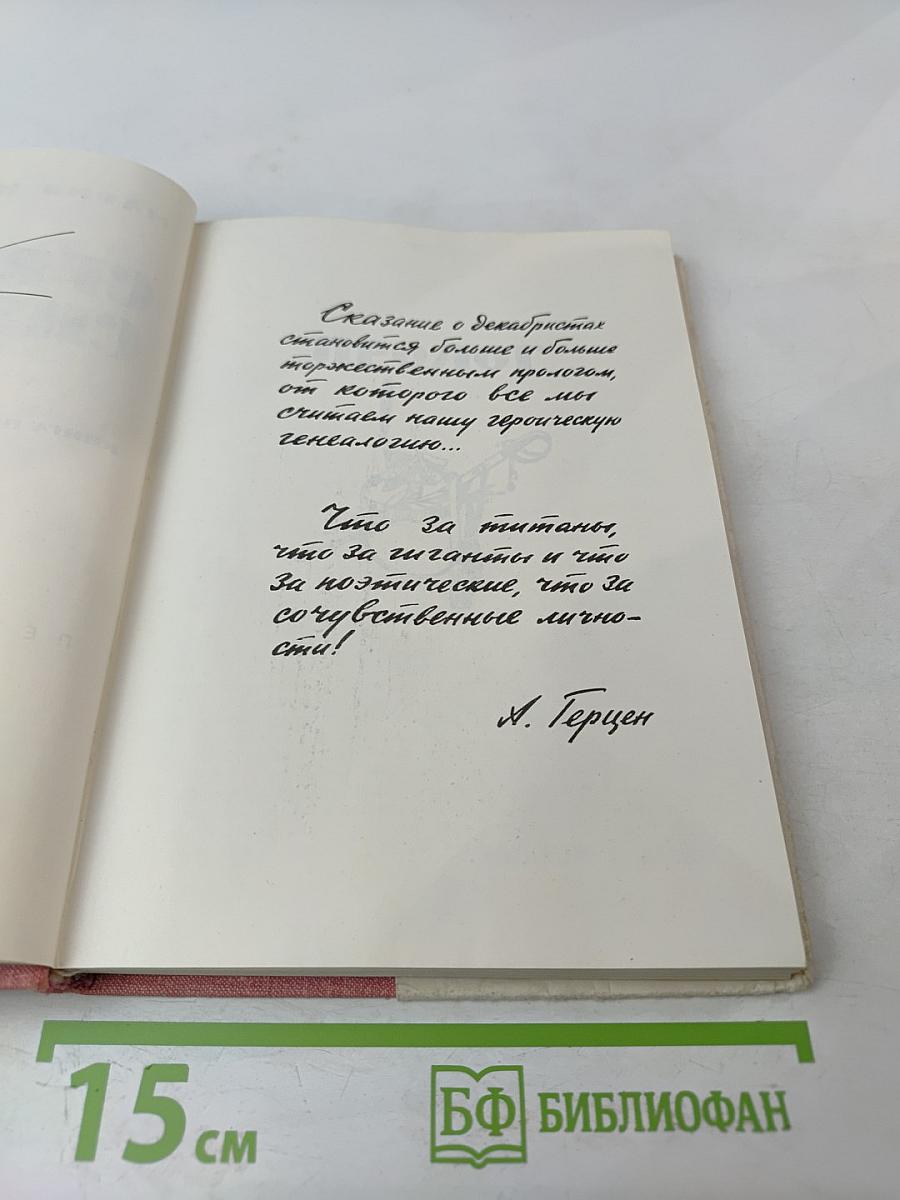 Сказание о декабристах
становится больше и больше
торжественным прологом,
от которого все мы
считаем нашу героическую
генеалогию...
Что за титаны,
что за гиганты и что
за поэтические, что за
сочувственные лично-
сти!
А. Герцен
15 см
БФ БИБЛИОФАН